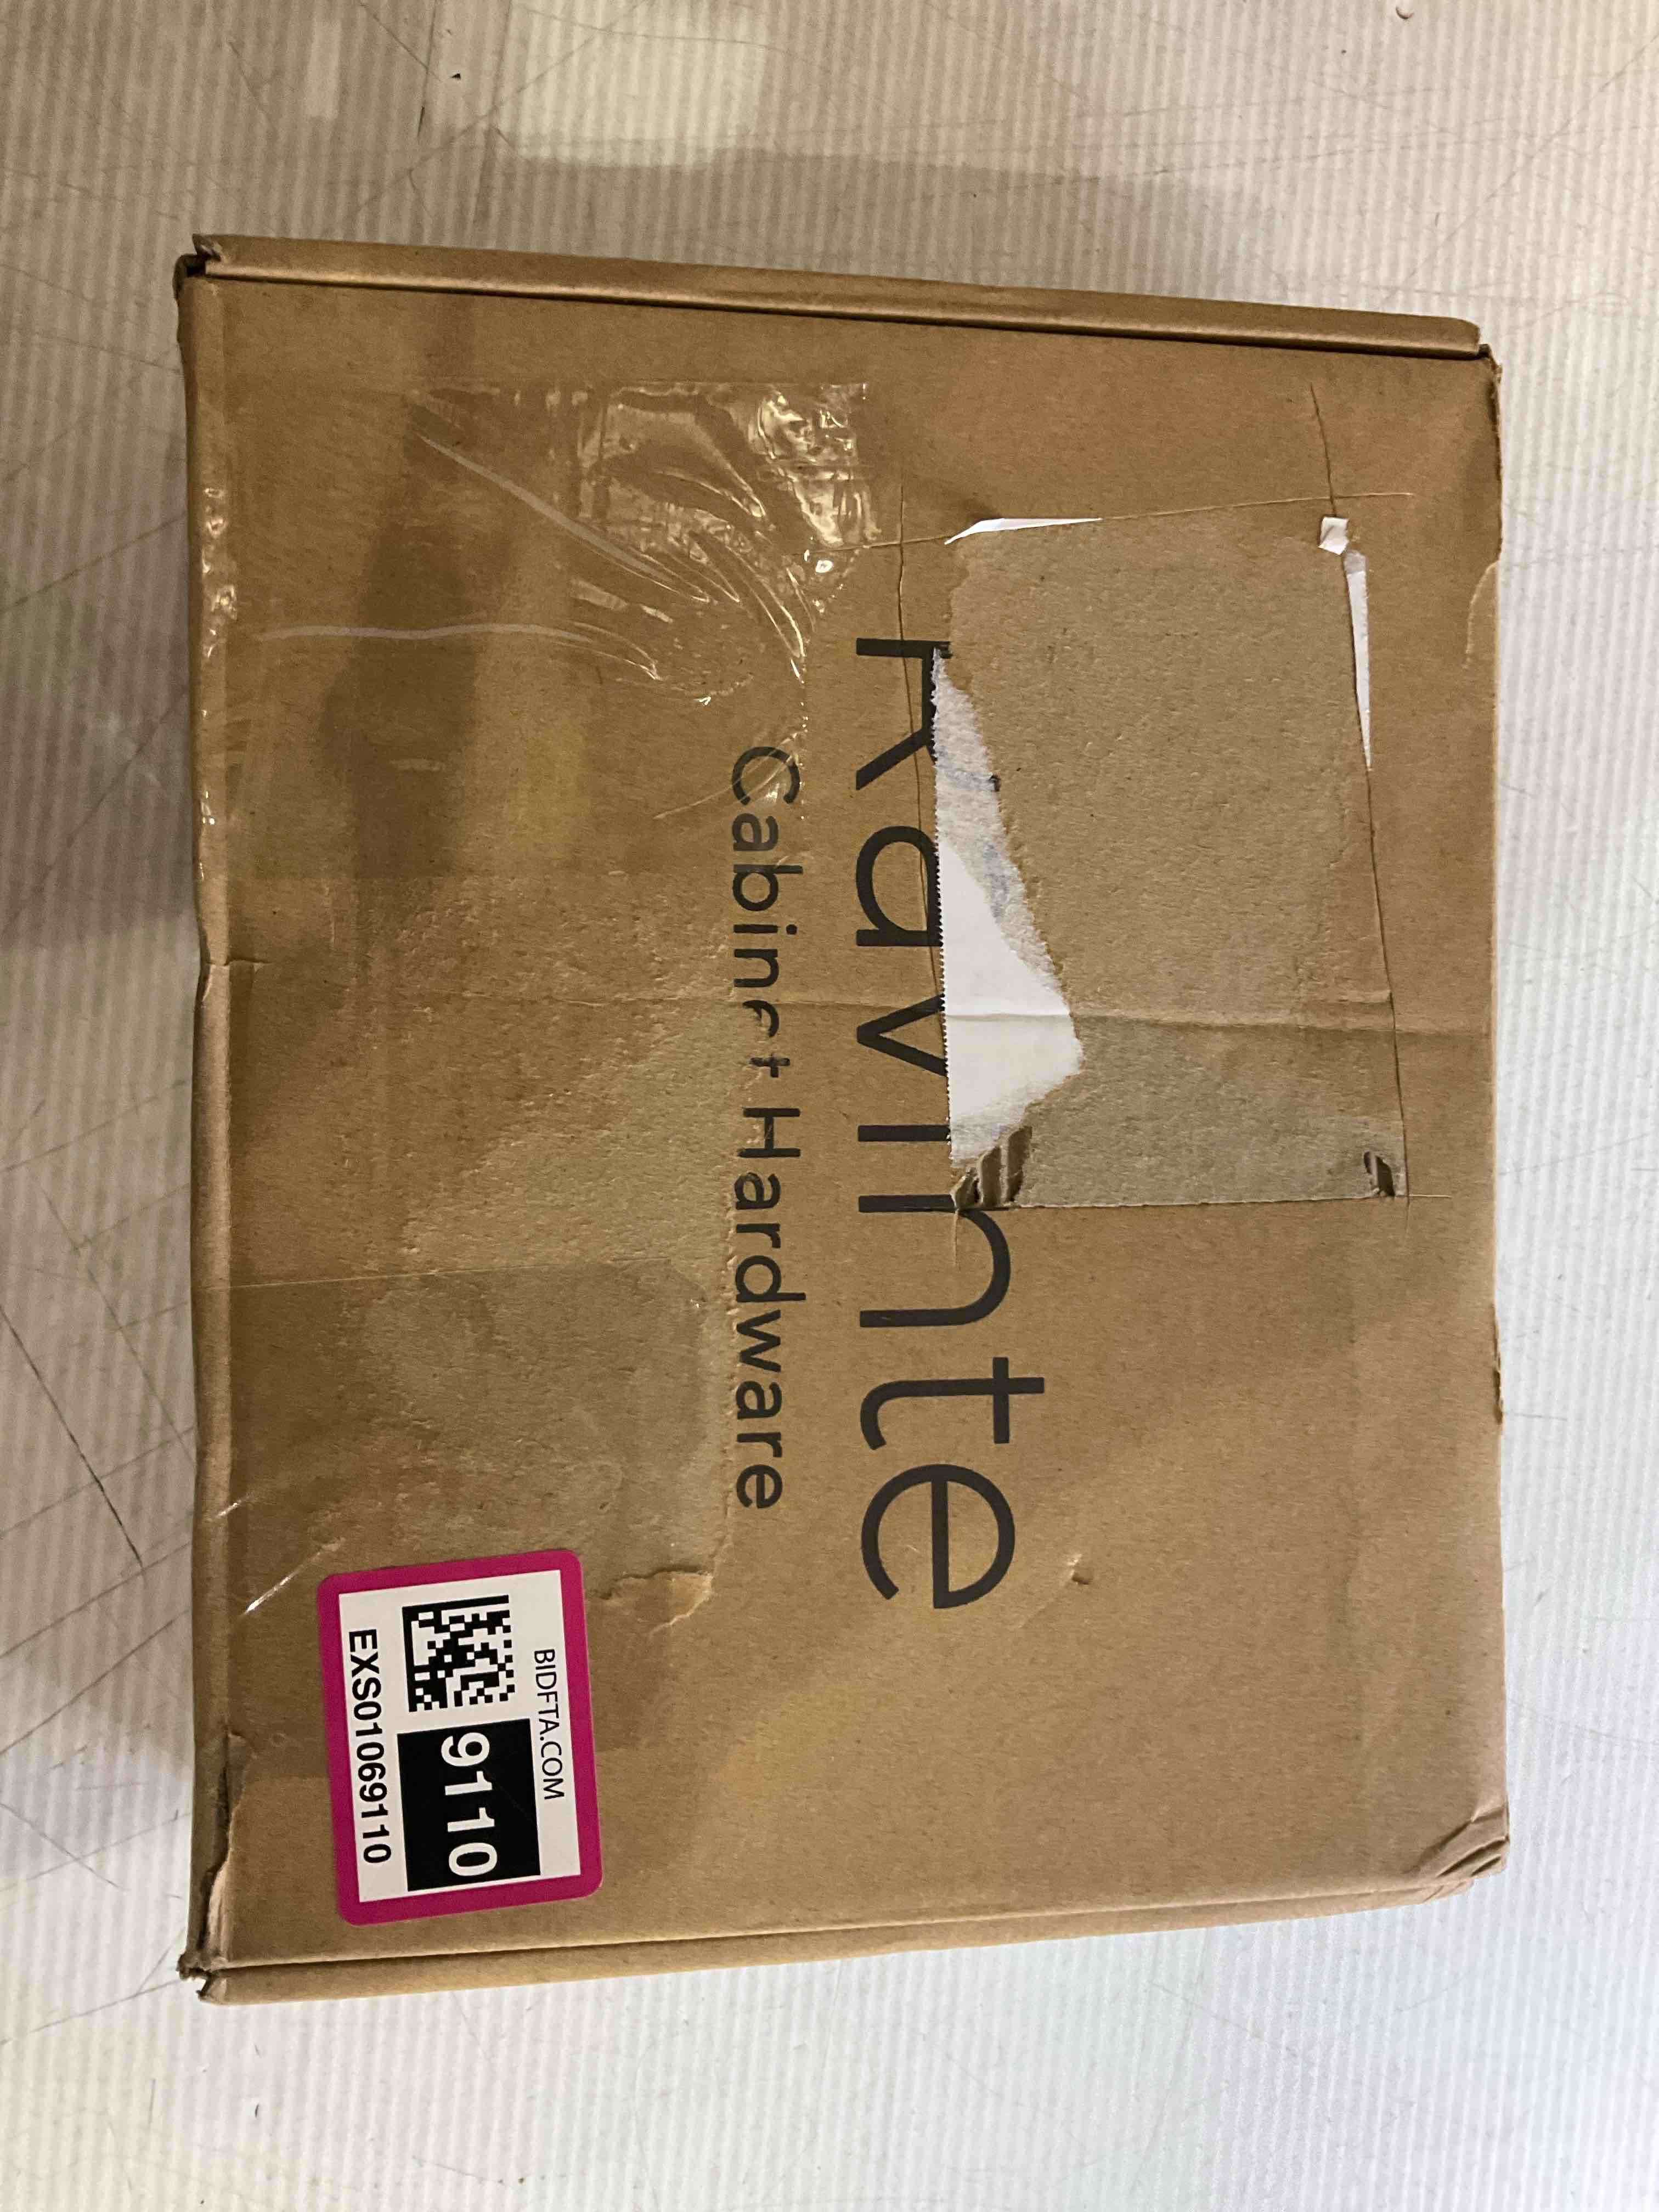 Ravinte
Cabinet Hardware
BIDFTA.COM
9110
EXS01069110